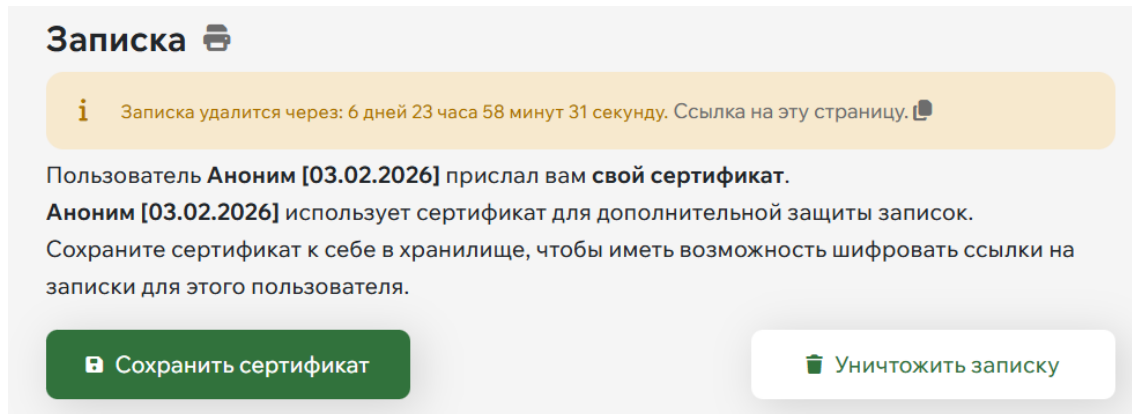 Записка
Записка удалится через: 6 дней 23 часа 58 минут 31 секунду. Ссылка на эту страницу.
Пользователь Аноним [03.02.2026] прислал вам свой сертификат.
Аноним [03.02.2026] использует сертификат для дополнительной защиты записок.
Сохраните сертификат к себе в хранилище, чтобы иметь возможность шифровать ссылки на
записки для этого пользователя.
Сохранить сертификат
Уничтожить записку